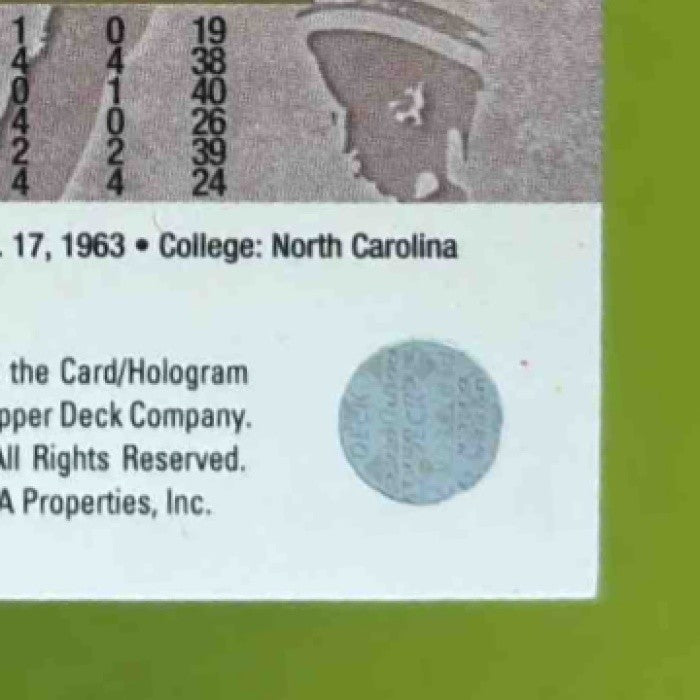 1 0 19
4 4 38
0 1 40
4 0 26
2 2 39
4 4 24
. 17, 1963 • College: North Carolina
the Card/Hologram
pper Deck Company.
All Rights Reserved.
A Properties, Inc.